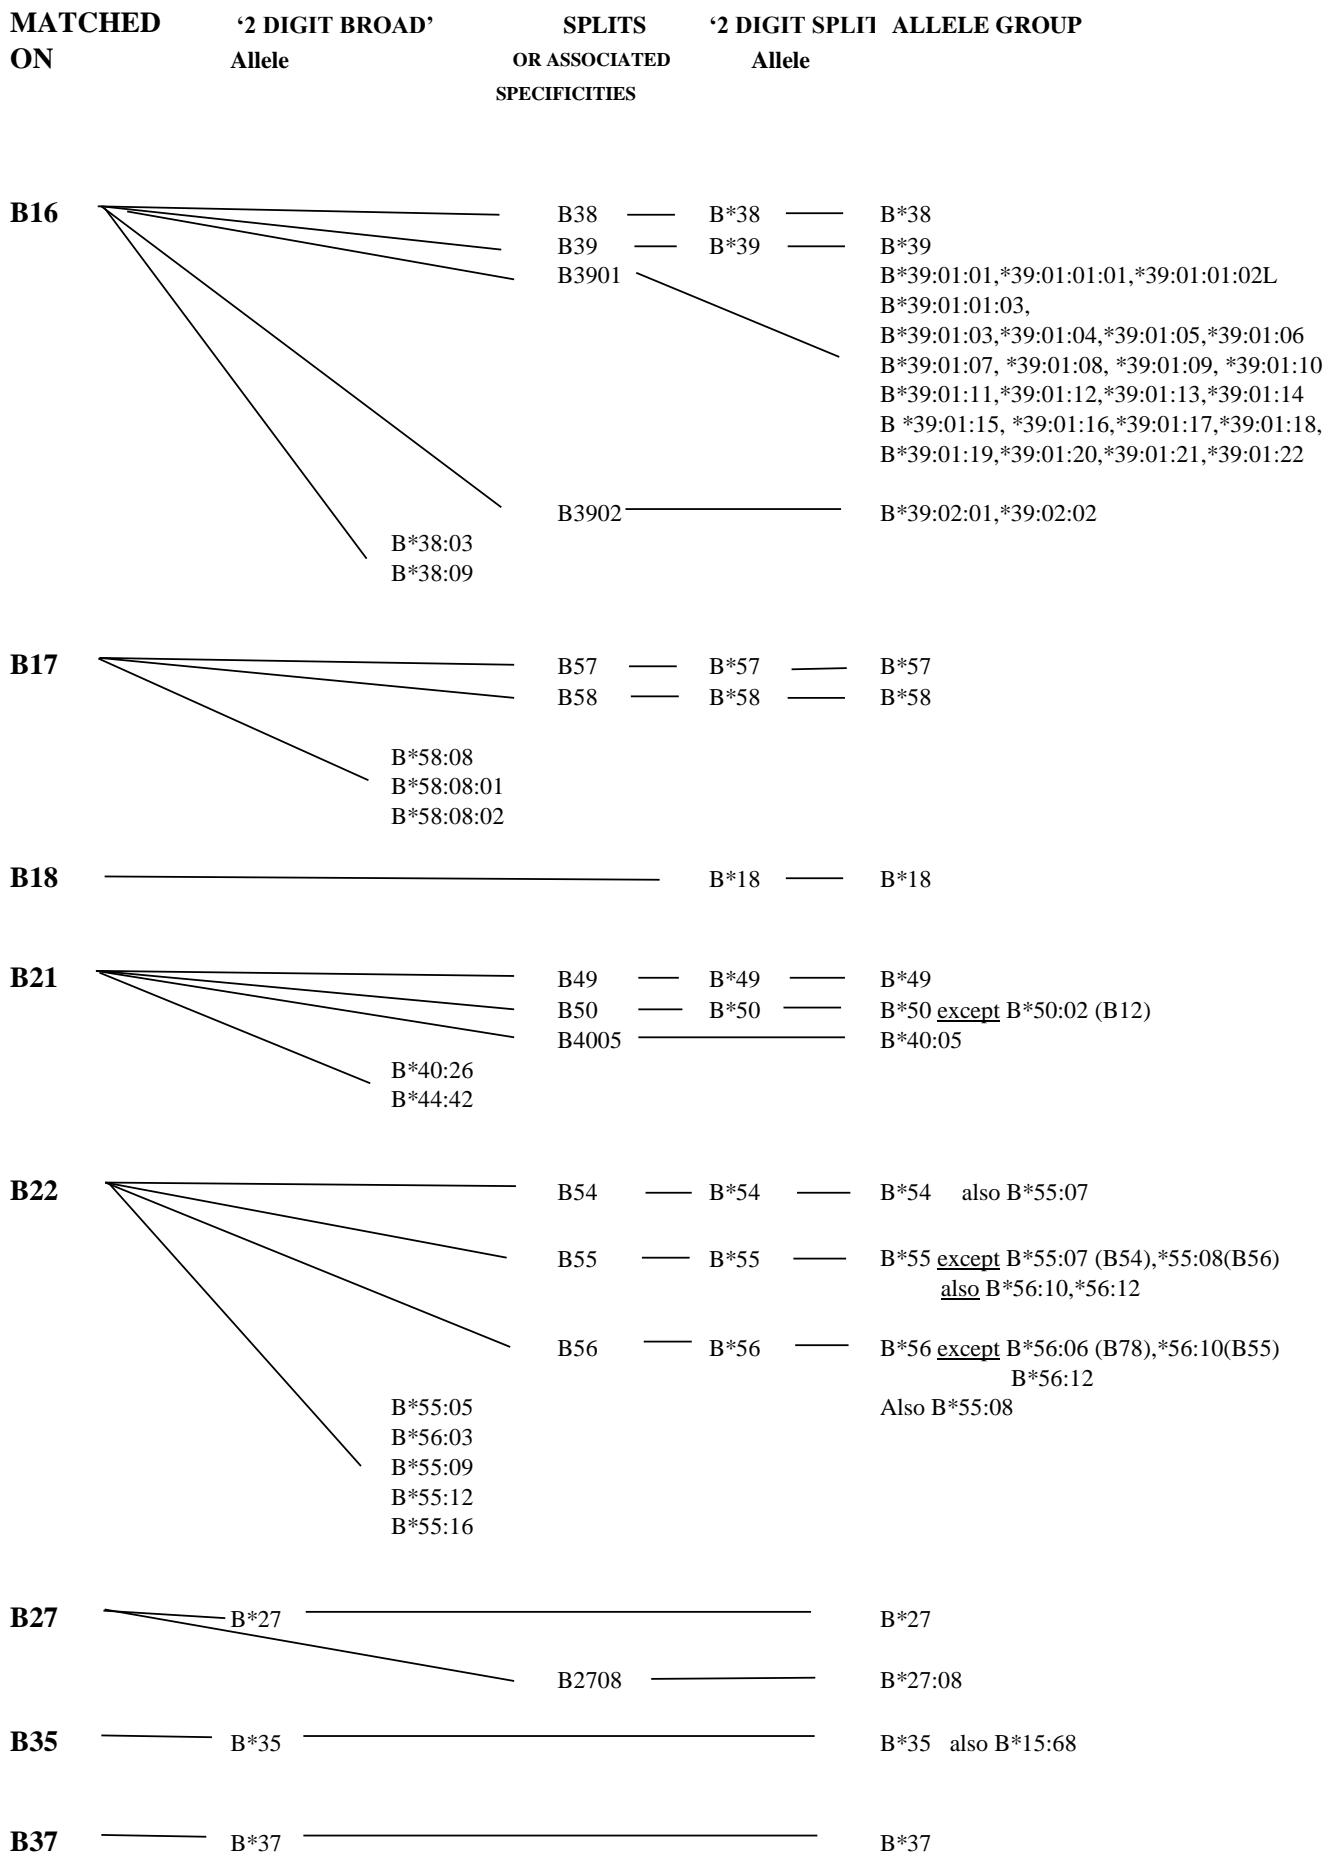 MATCHED ‘2 DIGIT BROAD’ SPLITS ‘2 DIGIT SPLIT ALLELE GROUP
ON Allele OR ASSOCIATED Allele
SPECIFICITIES
B16 B38 B*38 B*38
B39 B*39 B*39
B3901 B*39:01:01,*39:01:01:01,*39:01:01:02L
B*39:01:01:03,
B*39:01:03,*39:01:04,*39:01:05,*39:01:06
B*39:01:07, *39:01:08, *39:01:09, *39:01:10
B*39:01:11,*39:01:12,*39:01:13,*39:01:14
B *39:01:15, *39:01:16,*39:01:17,*39:01:18,
B*39:01:19,*39:01:20,*39:01:21,*39:01:22
B3902 B*39:02:01,*39:02:02
B*38:03
B*38:09
B17 B57 B*57 B*57
B58 B*58 B*58
B*58:08
B*58:08:01
B*58:08:02
B18 B*18 B*18
B21 B49 B*49 B*49
B50 B*50 B*50 except B*50:02 (B12)
B4005 B*40:05
B*40:26
B*44:42
B22 B54 B*54 B*54 also B*55:07
B55 B*55 B*55 except B*55:07 (B54),*55:08(B56)
also B*56:10,*56:12
B56 B*56 B*56 except B*56:06 (B78),*56:10(B55)
B*56:12
B*55:05 Also B*55:08
B*56:03
B*55:09
B*55:12
B*55:16
B27 B*27 B*27
B2708 B*27:08
B35 B*35 B*35 also B*15:68
B37 B*37 B*37